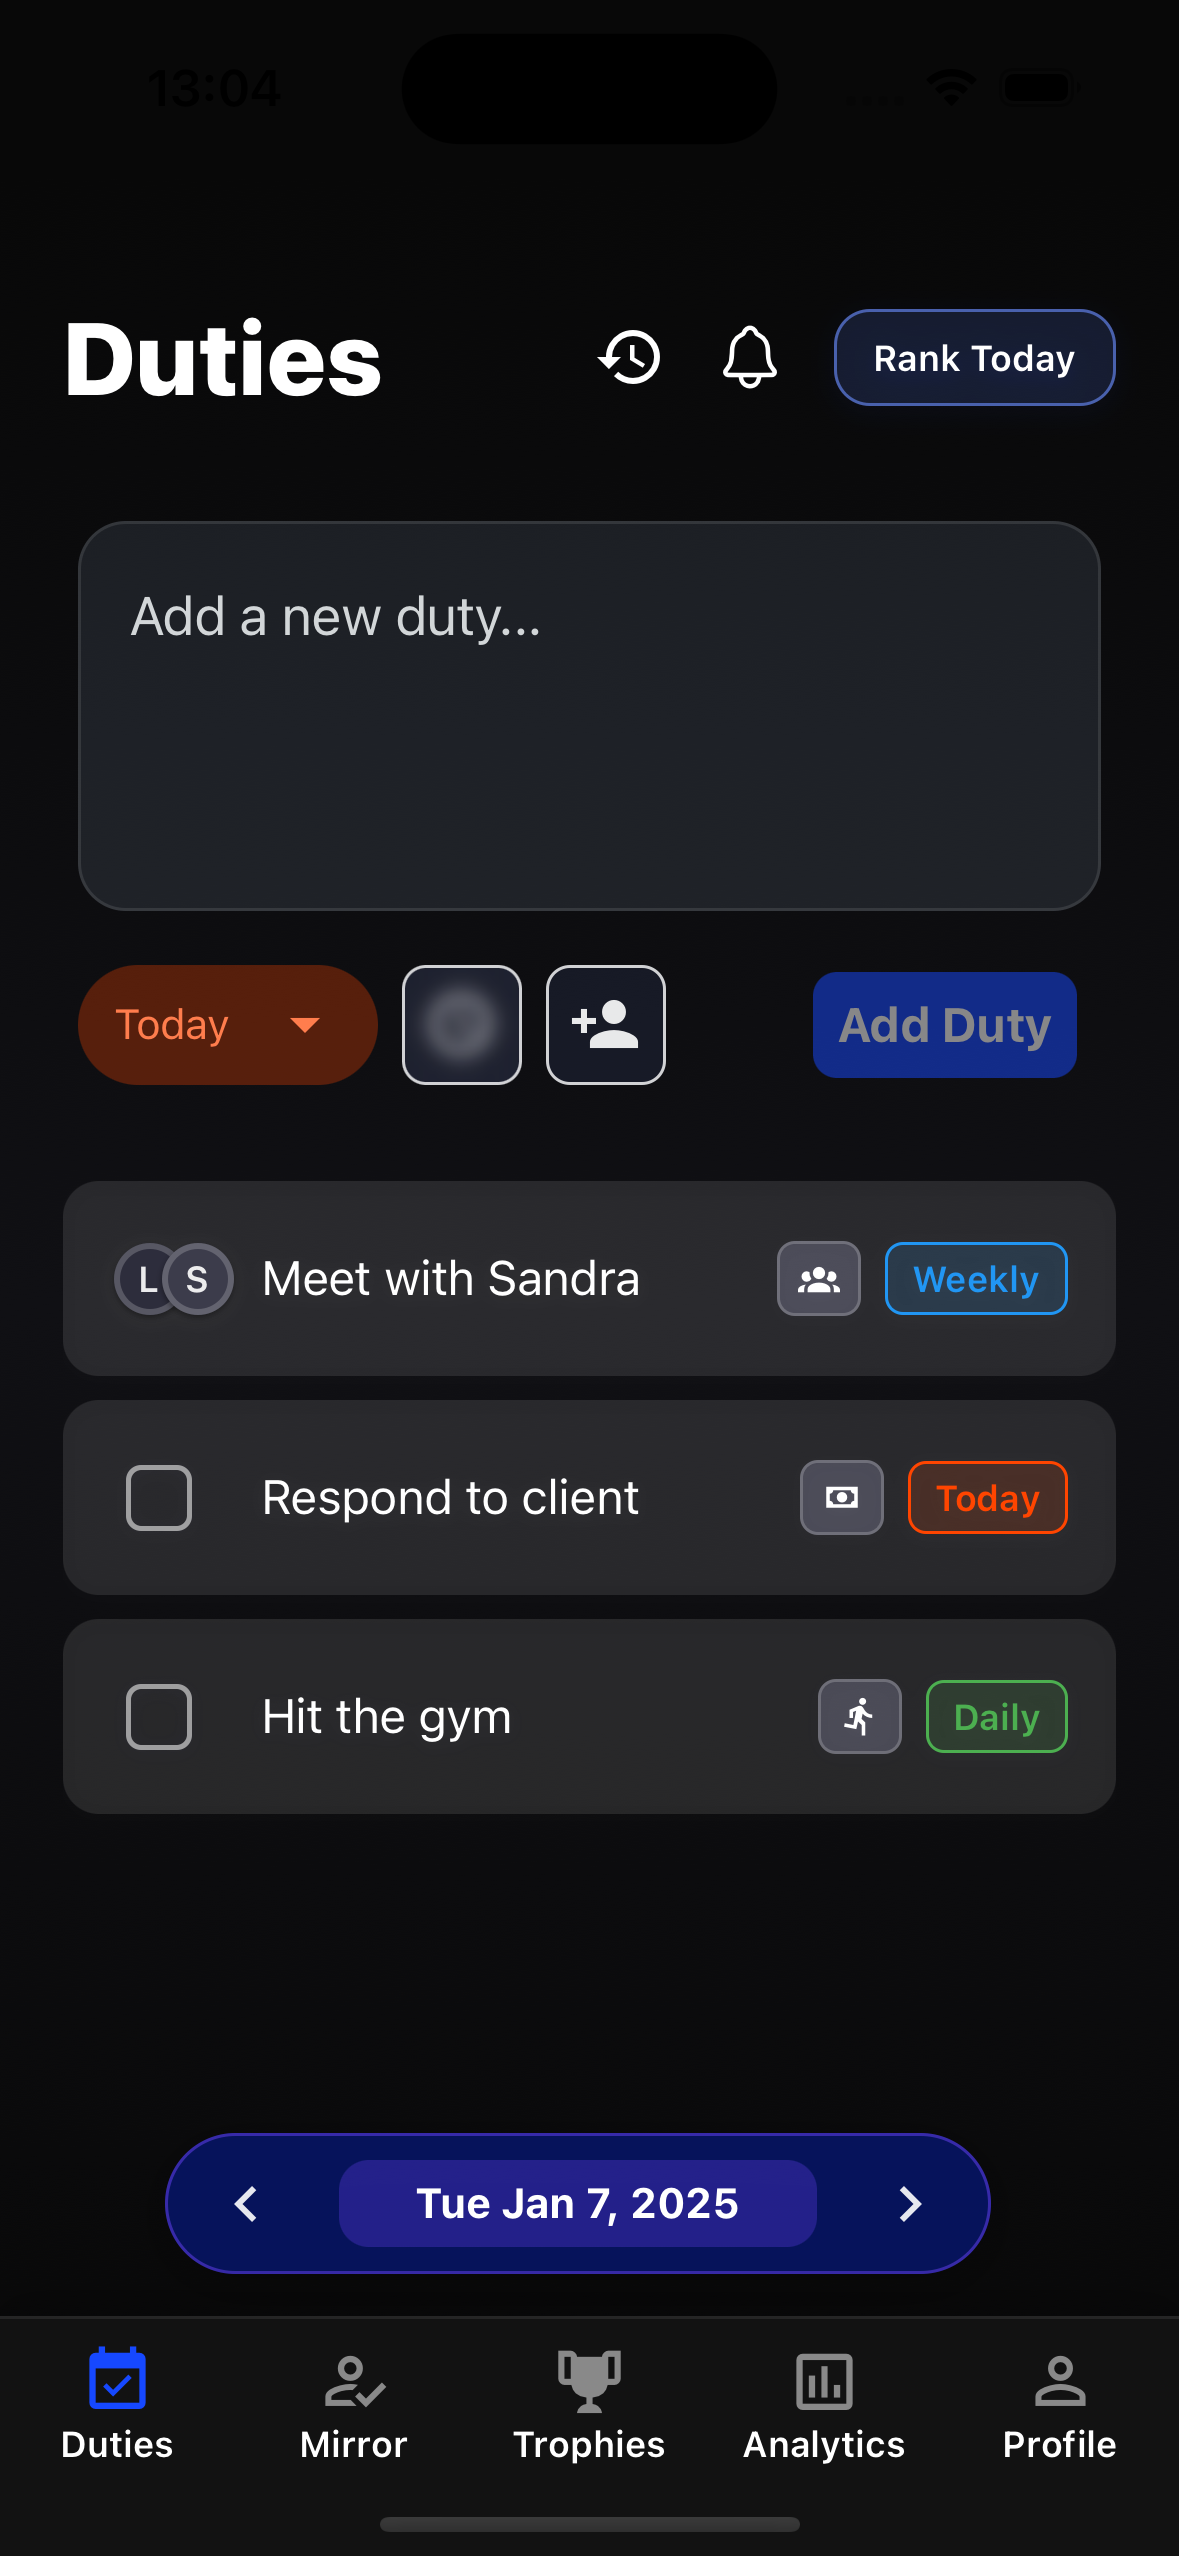 13:04
Duties
Rank Today
Add a new duty...
Today
Add Duty
L S Meet with Sandra Weekly
Respond to client Today
Hit the gym Daily
Tue Jan 7, 2025
Duties Mirror Trophies Analytics Profile